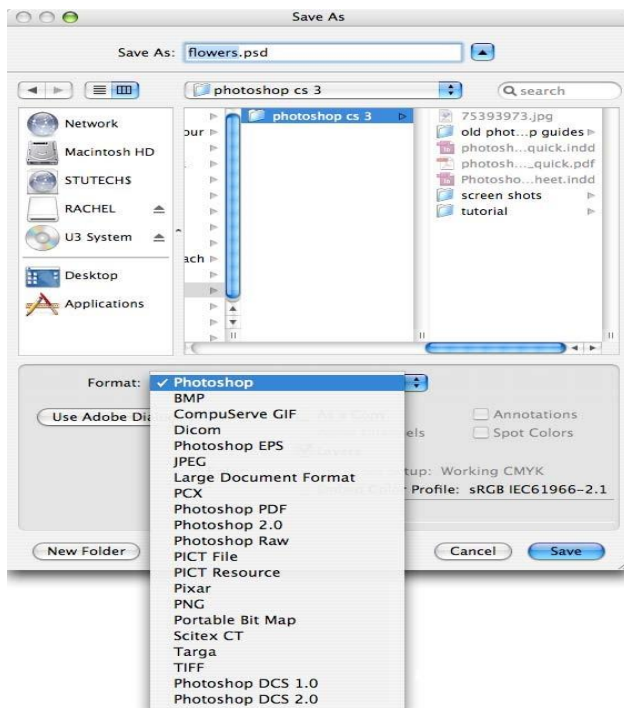 Save As
Save As: flowers.psd
photoshop cs 3
search
Network
Macintosh HD
STUTECH$
RACHEL
U3 System
Desktop
Applications
photoshop cs 3
75393973.jpg
old phot...p guides
photosh...quick.indd
photosh..._quick.pdf
Photosho...heet.indd
screen shots
tutorial
Format: Photoshop
BMP
CompuServe GIF
Dicom
Photoshop EPS
JPEG
Large Document Format
PCX
Photoshop PDF
Photoshop 2.0
Photoshop Raw
PICT File
PICT Resource
Pixar
PNG
Portable Bit Map
Scitex CT
Targa
TIFF
Photoshop DCS 1.0
Photoshop DCS 2.0
Use Adobe Dia
Annotations
Spot Colors
Working CMYK
Profile: sRGB IEC61966-2.1
New Folder
Cancel
Save